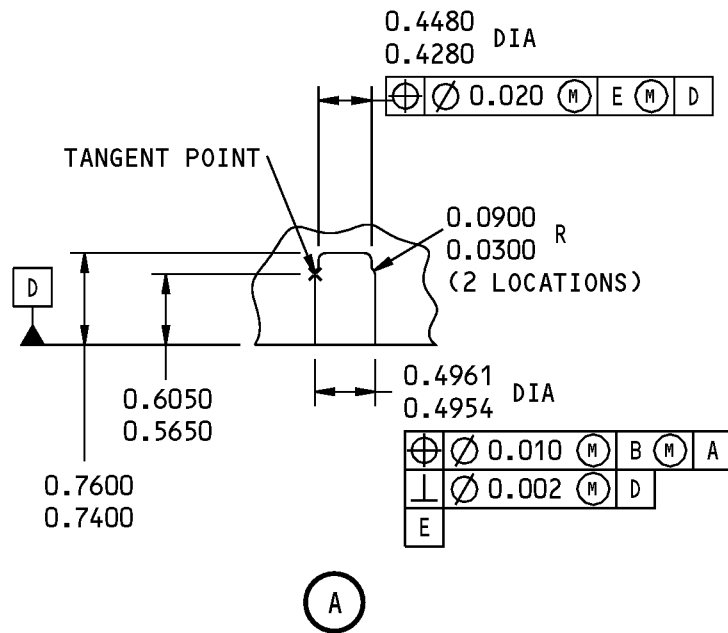 0.4480
0.4280 DIA
⌖ ⌀ 0.020 Ⓜ E Ⓜ D
TANGENT POINT
0.0900
0.0300 R
(2 LOCATIONS)
D
0.6050
0.5650
0.7600
0.7400
0.4961
0.4954 DIA
⌖ ⌀ 0.010 Ⓜ B Ⓜ A
⊥ ⌀ 0.002 Ⓜ D
E
A